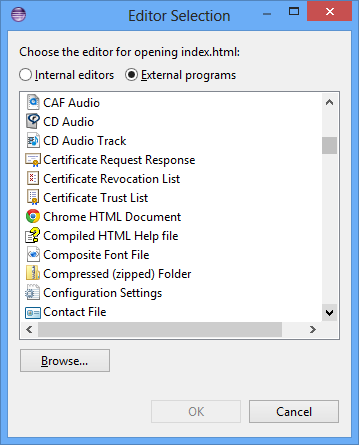 Editor Selection
Choose the editor for opening index.html:
Internal editors External programs
CAF Audio
CD Audio
CD Audio Track
Certificate Request Response
Certificate Revocation List
Certificate Trust List
Chrome HTML Document
Compiled HTML Help file
Composite Font File
Compressed (zipped) Folder
Configuration Settings
Contact File
Browse...
OK Cancel